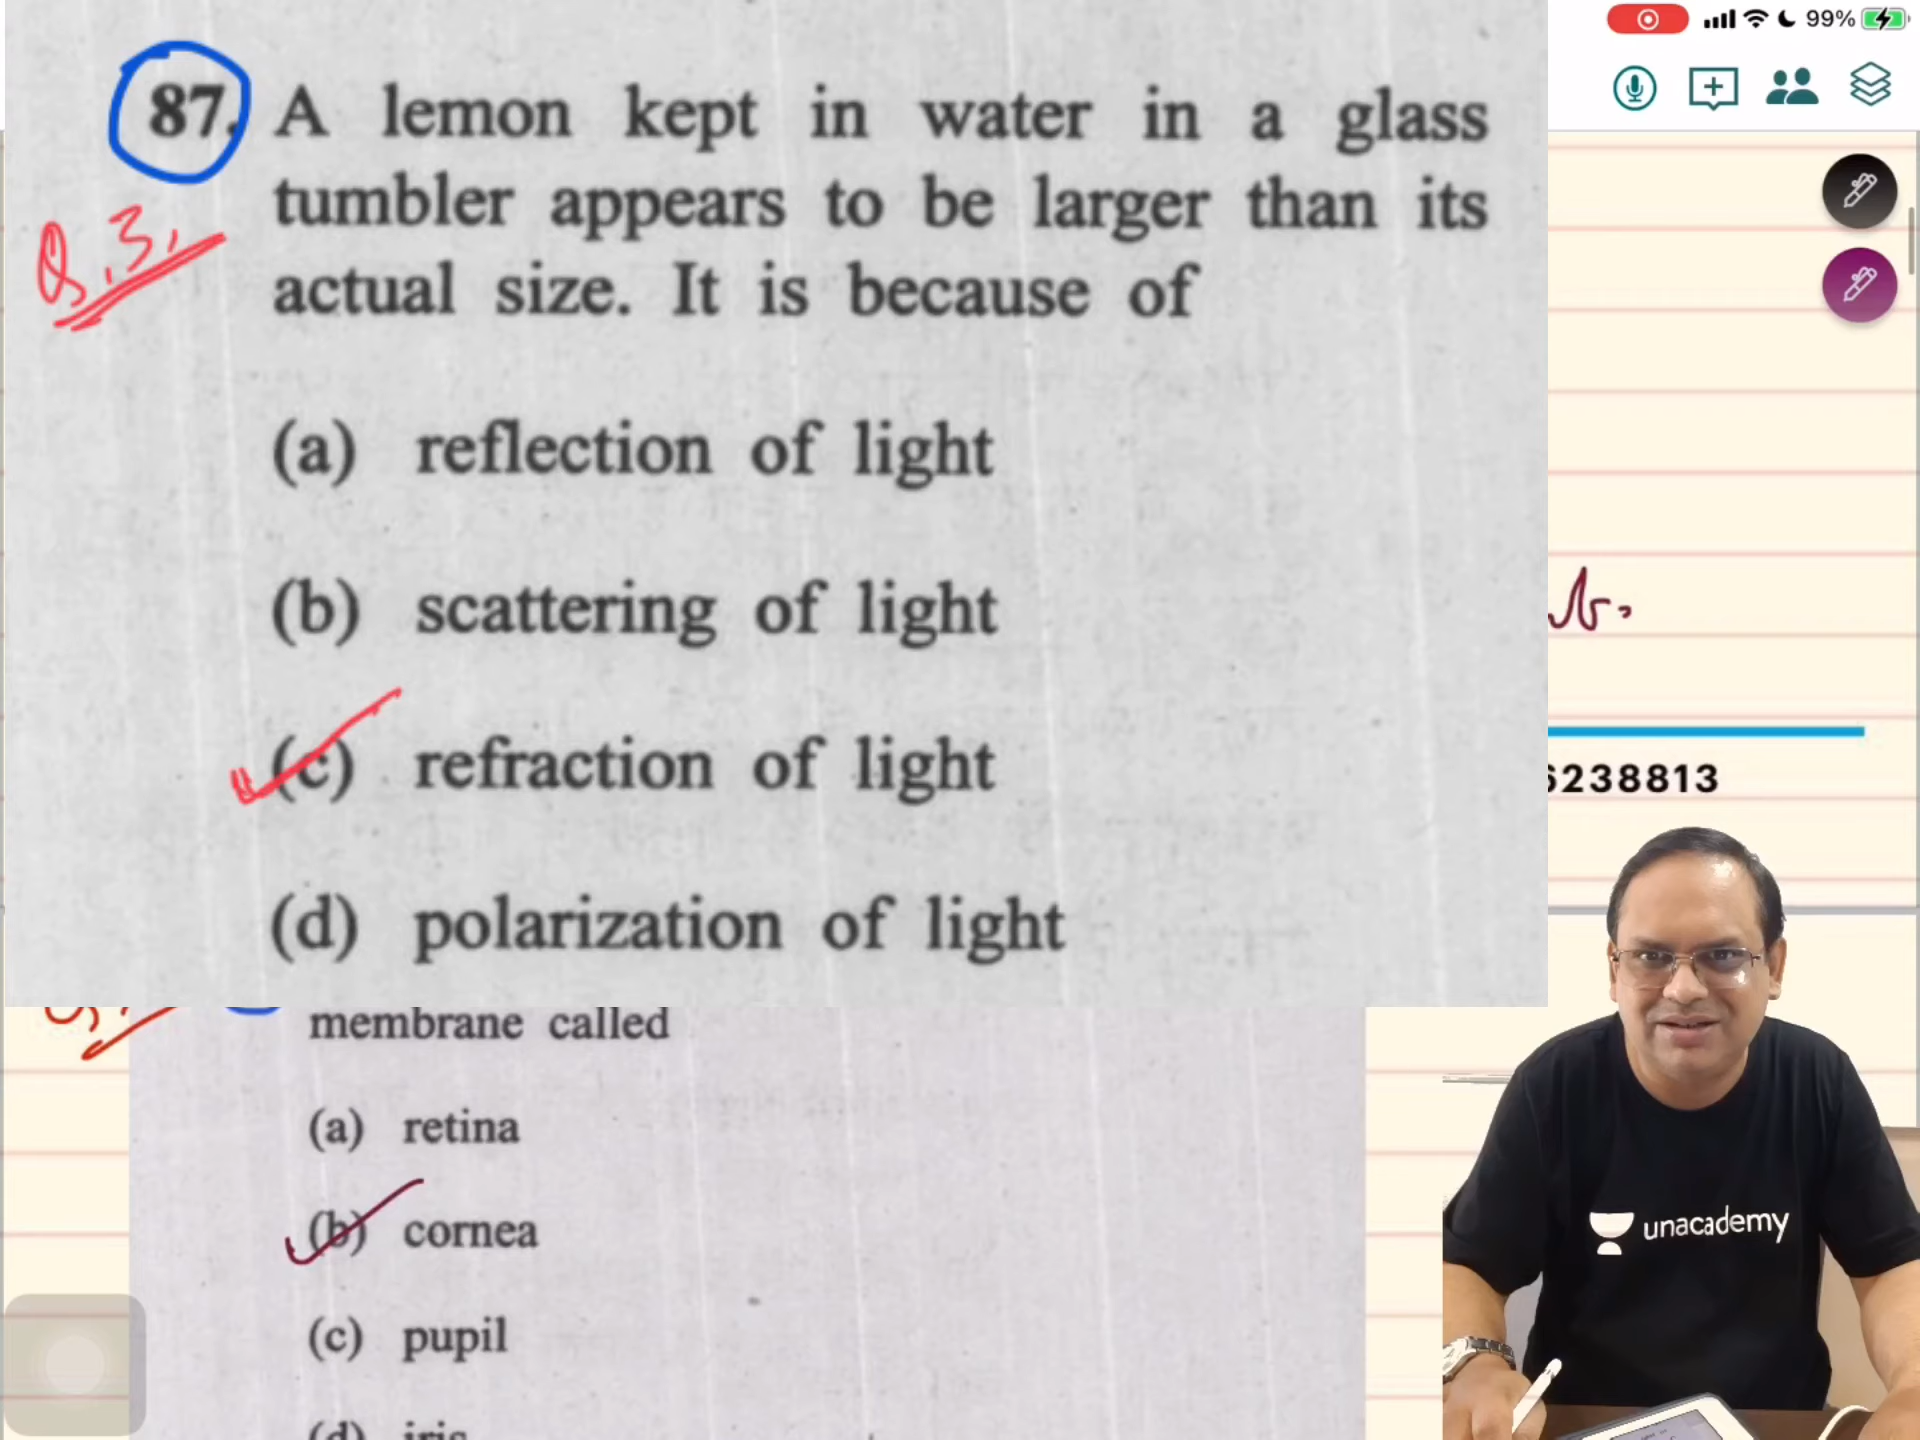 99%
87. A lemon kept in water in a glass
tumbler appears to be larger than its
actual size. It is because of
Q.3.
(a) reflection of light
(b) scattering of light
(c) refraction of light
(d) polarization of light
6238813
membrane called
(a) retina
(b) cornea
(c) pupil
(d) iris
unacademy